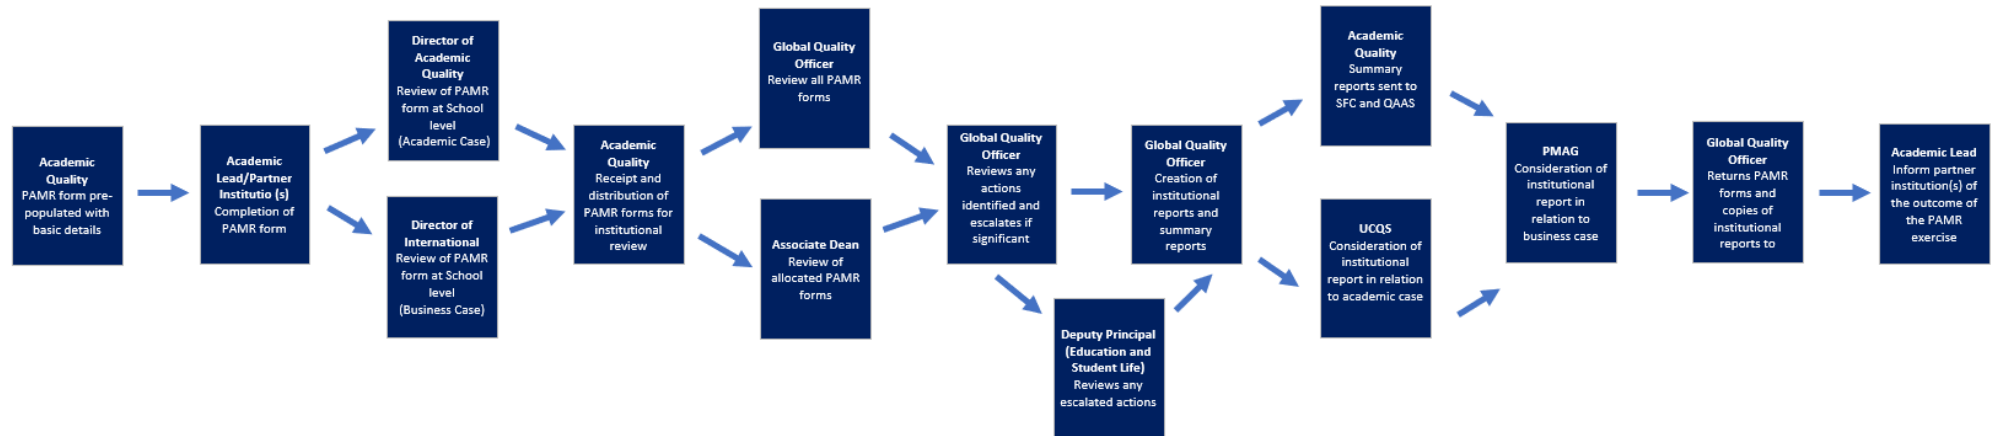 Academic
Quality
PAMR form pre-
populated with
basic details
Academic
Lead/Partner
Institutio (s)
Completion of
PAMR form
Director of
Academic
Quality
Review of PAMR
form at School
level
(Academic Case)
Director of
International
Review of PAMR
form at School
level
(Business Case)
Academic
Quality
Receipt and
distribution of
PAMR forms for
institutional
review
Global Quality
Officer
Review all PAMR
forms
Associate Dean
Review of
allocated PAMR
forms
Global Quality
Officer
Reviews any
actions
identified and
escalates if
significant
Deputy Principal
(Education and
Student Life)
Reviews any
escalated actions
Global Quality
Officer
Creation of
institutional
reports and
summary
reports
Academic
Quality
Summary
reports sent to
SFC and QAAS
UCQS
Consideration of
institutional
report in relation
to academic case
PMAG
Consideration of
institutional
report in
relation to
business case
Global Quality
Officer
Returns PAMR
forms and
copies of
institutional
reports to
Academic Lead
Inform partner
institution(s) of
the outcome of
the PAMR
exercise